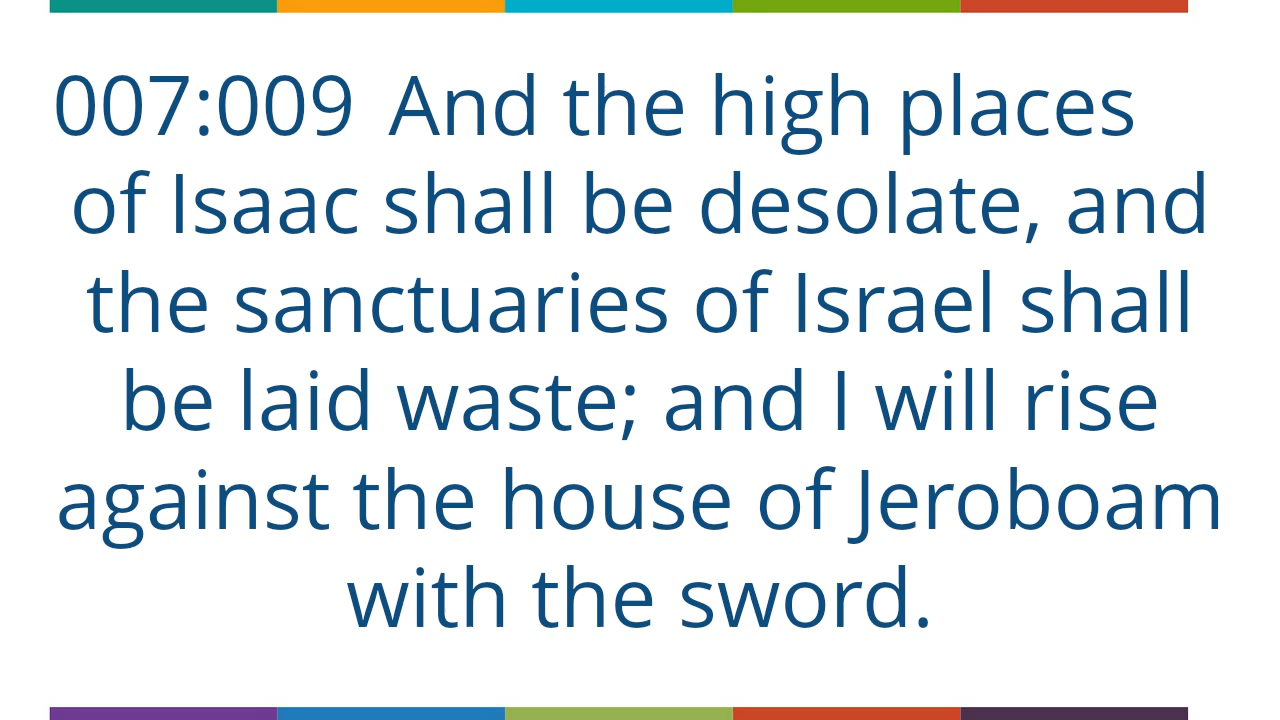 007:009 And the high places
of Isaac shall be desolate, and
the sanctuaries of Israel shall
be laid waste; and I will rise
against the house of Jeroboam
with the sword.